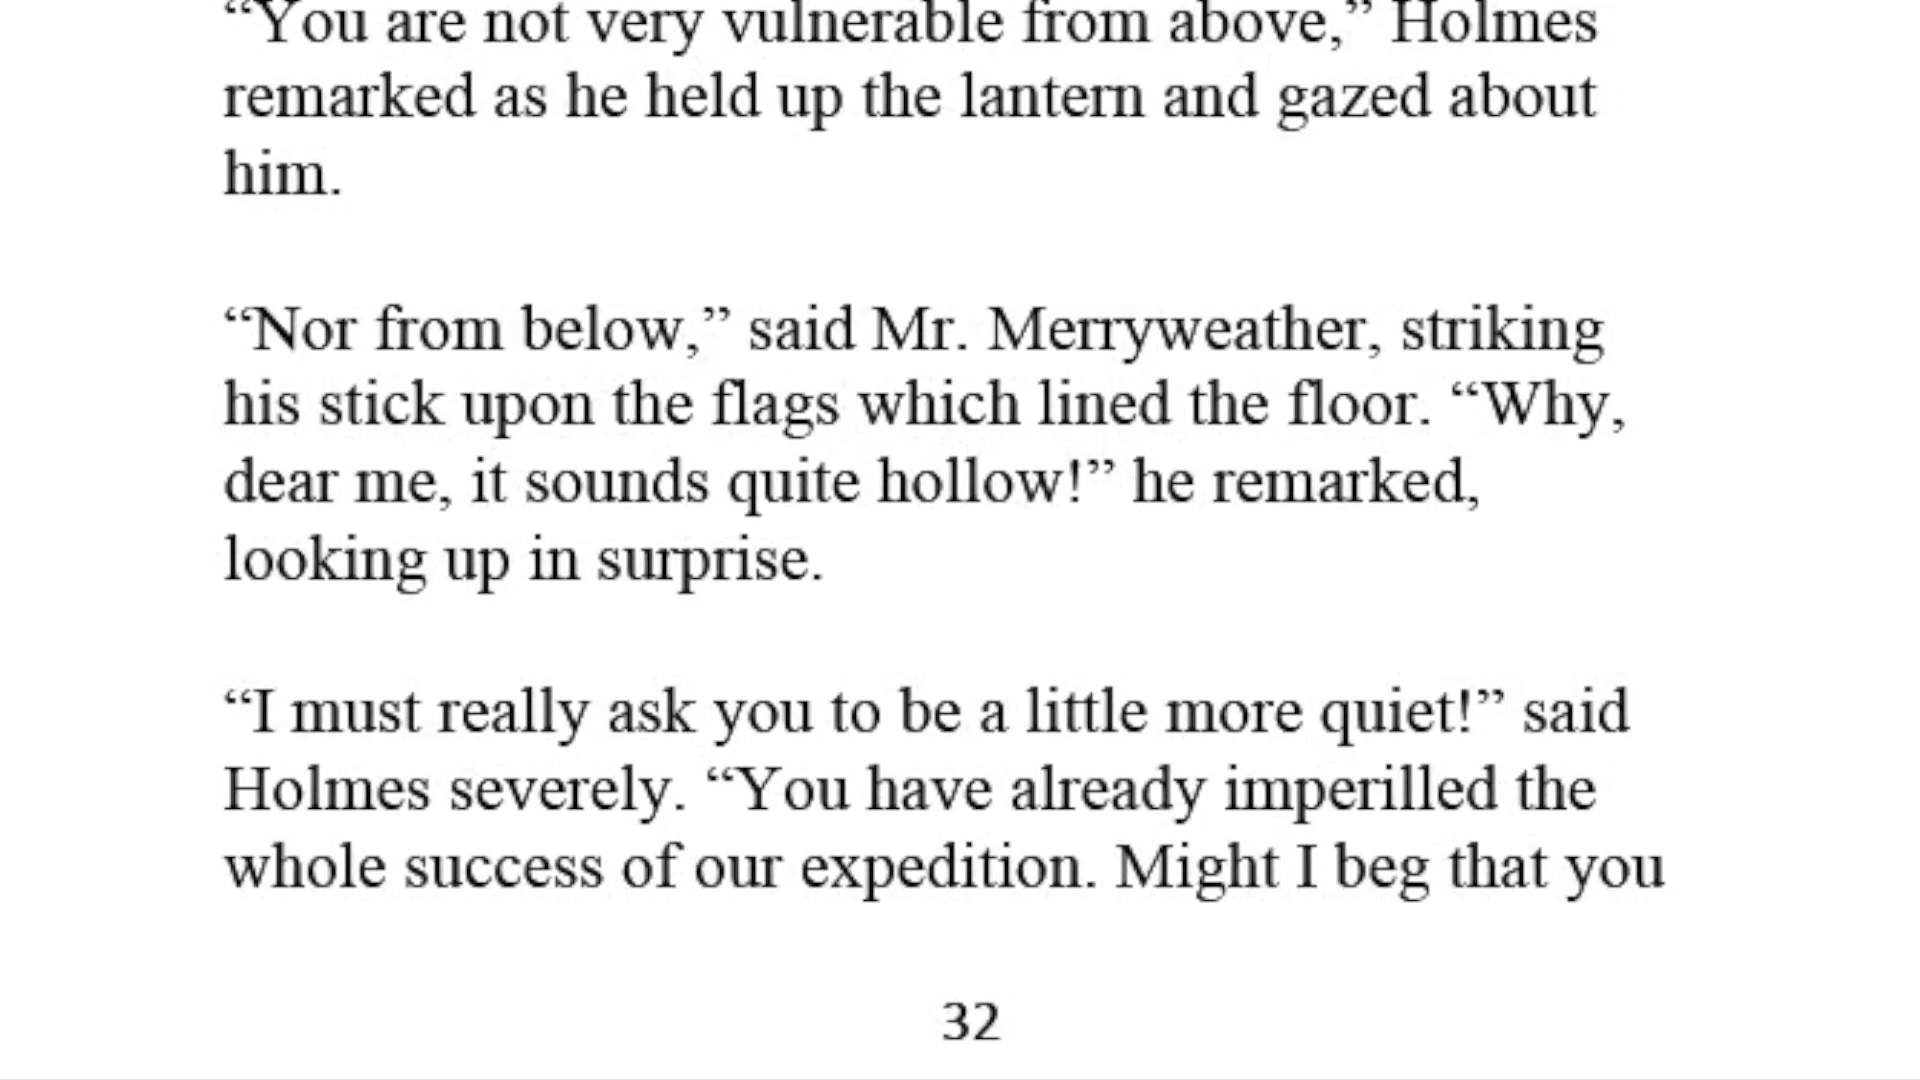 “You are not very vulnerable from above,” Holmes
remarked as he held up the lantern and gazed about
him.
“Nor from below,” said Mr. Merryweather, striking
his stick upon the flags which lined the floor. “Why,
dear me, it sounds quite hollow!” he remarked,
looking up in surprise.
“I must really ask you to be a little more quiet!” said
Holmes severely. “You have already imperilled the
whole success of our expedition. Might I beg that you
32